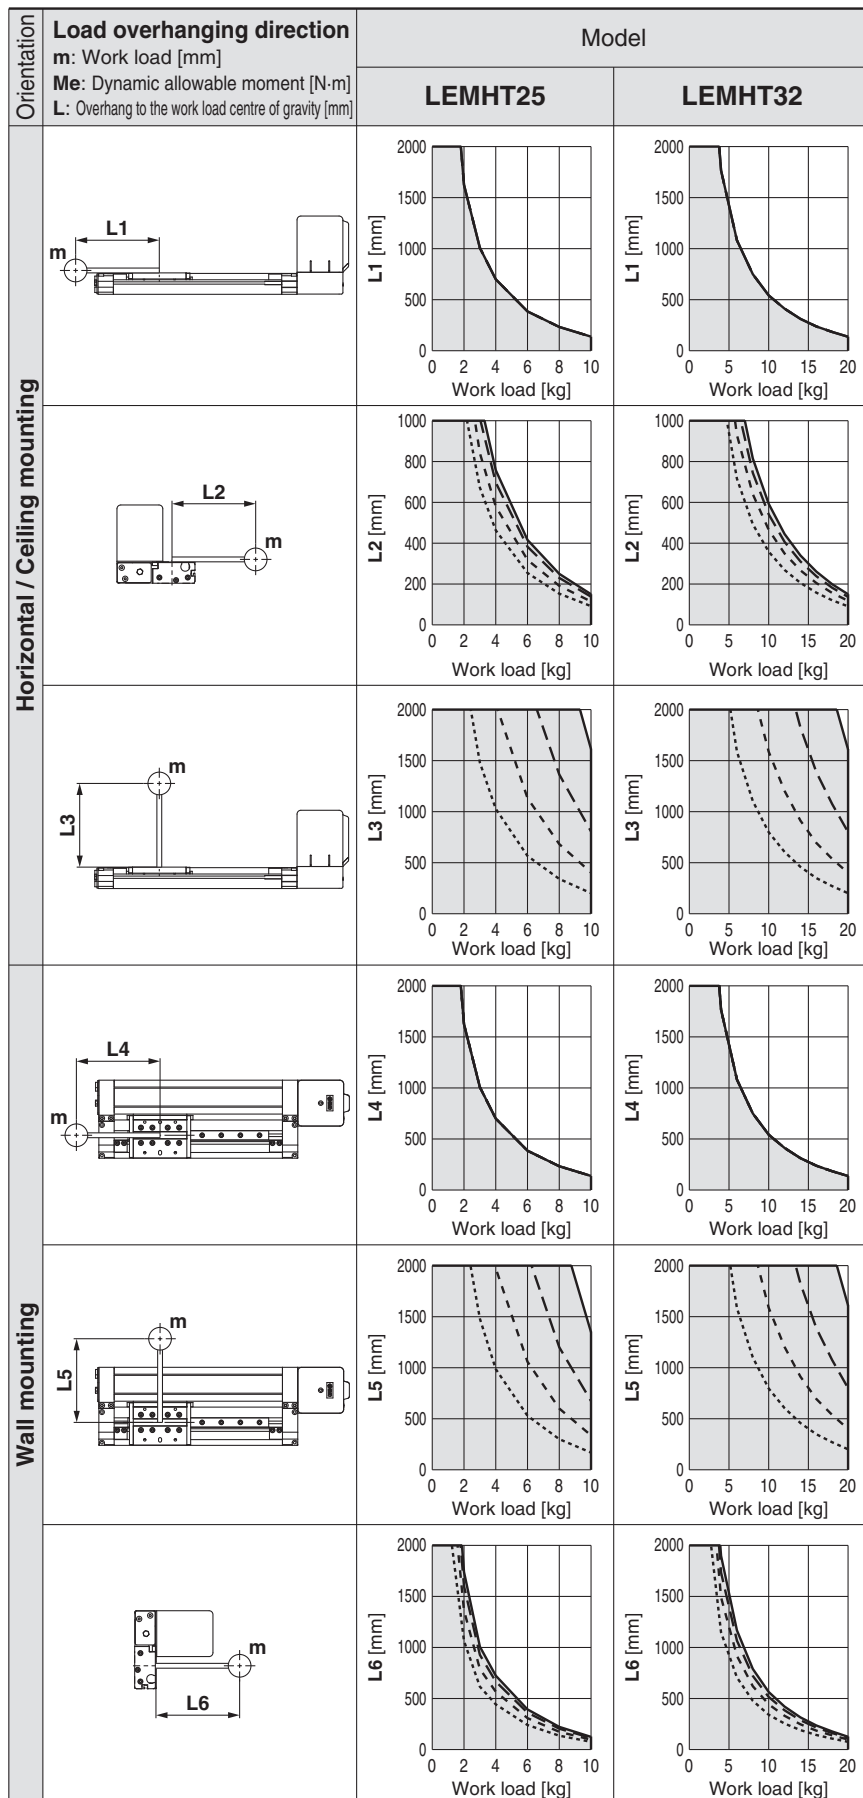 Orientation
Load overhanging direction
m: Work load [mm]
Me: Dynamic allowable moment [N·m]
L: Overhang to the work load centre of gravity [mm]
Model
LEMHT25
LEMHT32
Horizontal / Ceiling mounting
L1
m
L1 [mm]
2000
1500
1000
500
0
0 2 4 6 8 10
Work load [kg]
L1 [mm]
2000
1500
1000
500
0
0 5 10 15 20
Work load [kg]
L2
m
L2 [mm]
1000
800
600
400
200
0
0 2 4 6 8 10
Work load [kg]
L2 [mm]
1000
800
600
400
200
0
0 5 10 15 20
Work load [kg]
m
L3
L3 [mm]
2000
1500
1000
500
0
0 2 4 6 8 10
Work load [kg]
L3 [mm]
2000
1500
1000
500
0
0 5 10 15 20
Work load [kg]
Wall mounting
L4
m
L4 [mm]
2000
1500
1000
500
0
0 2 4 6 8 10
Work load [kg]
L4 [mm]
2000
1500
1000
500
0
0 5 10 15 20
Work load [kg]
m
L5
L5 [mm]
2000
1500
1000
500
0
0 2 4 6 8 10
Work load [kg]
L5 [mm]
2000
1500
1000
500
0
0 5 10 15 20
Work load [kg]
m
L6
L6 [mm]
2000
1500
1000
500
0
0 2 4 6 8 10
Work load [kg]
L6 [mm]
2000
1500
1000
500
0
0 5 10 15 20
Work load [kg]